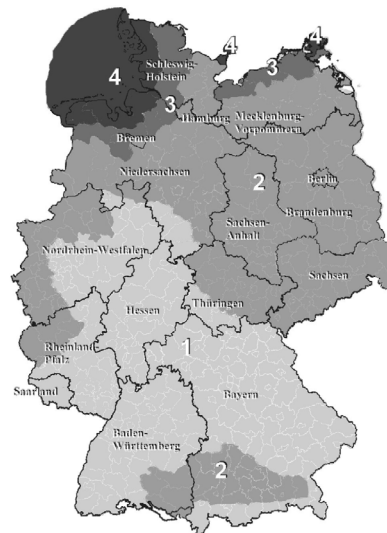 4
4
4
Schleswig-
Holstein
3
3
Hamburg
Mecklenburg-
Vorpommern
Bremen
Niedersachsen
2
Berlin
Brandenburg
Sachsen-
Anhalt
Nordrhein-Westfalen
Sachsen
Hessen
Thüringen
1
Rheinland-
Pfalz
Saarland
Bayern
Baden-
Württemberg
2